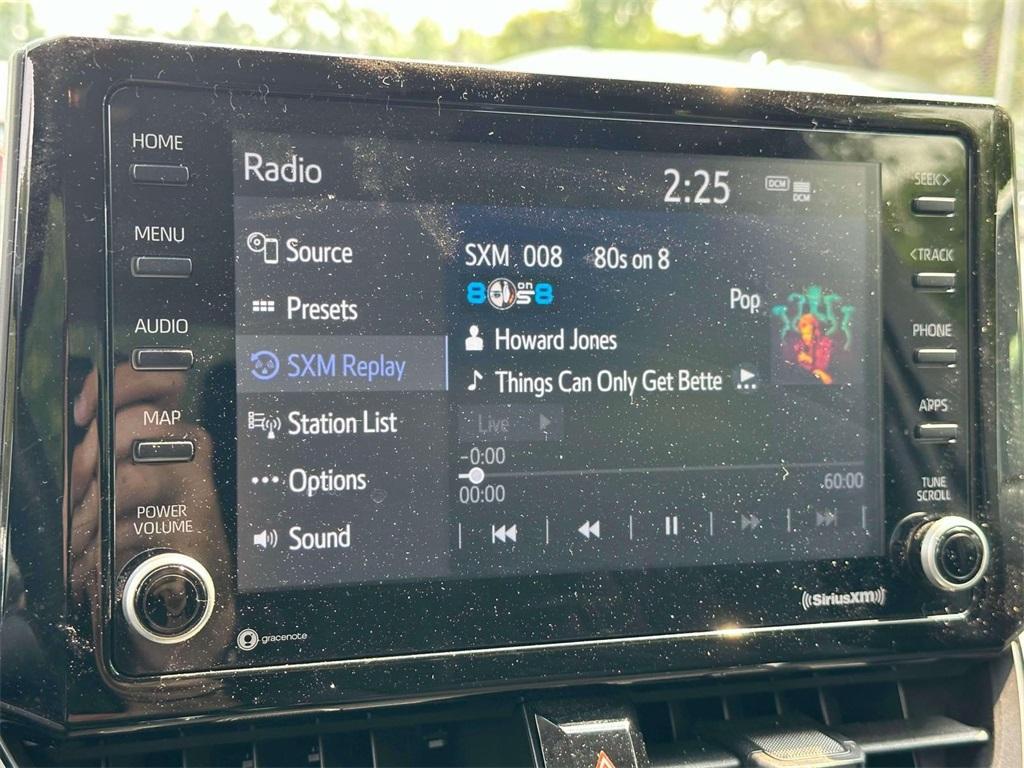 HOME
MENU
AUDIO
MAP
POWER
VOLUME
Radio
2:25
DCM
DCM
Source
Presets
SXM Replay
Station List
Options
Sound
SXM 008 80s on 8
80s on 8
Pop
Howard Jones
Things Can Only Get Bette
Live
-0:00
00:00
60:00
SEEK>
<TRACK
PHONE
APPS
TUNE
SCROLL
gracenote
((SiriusXM))